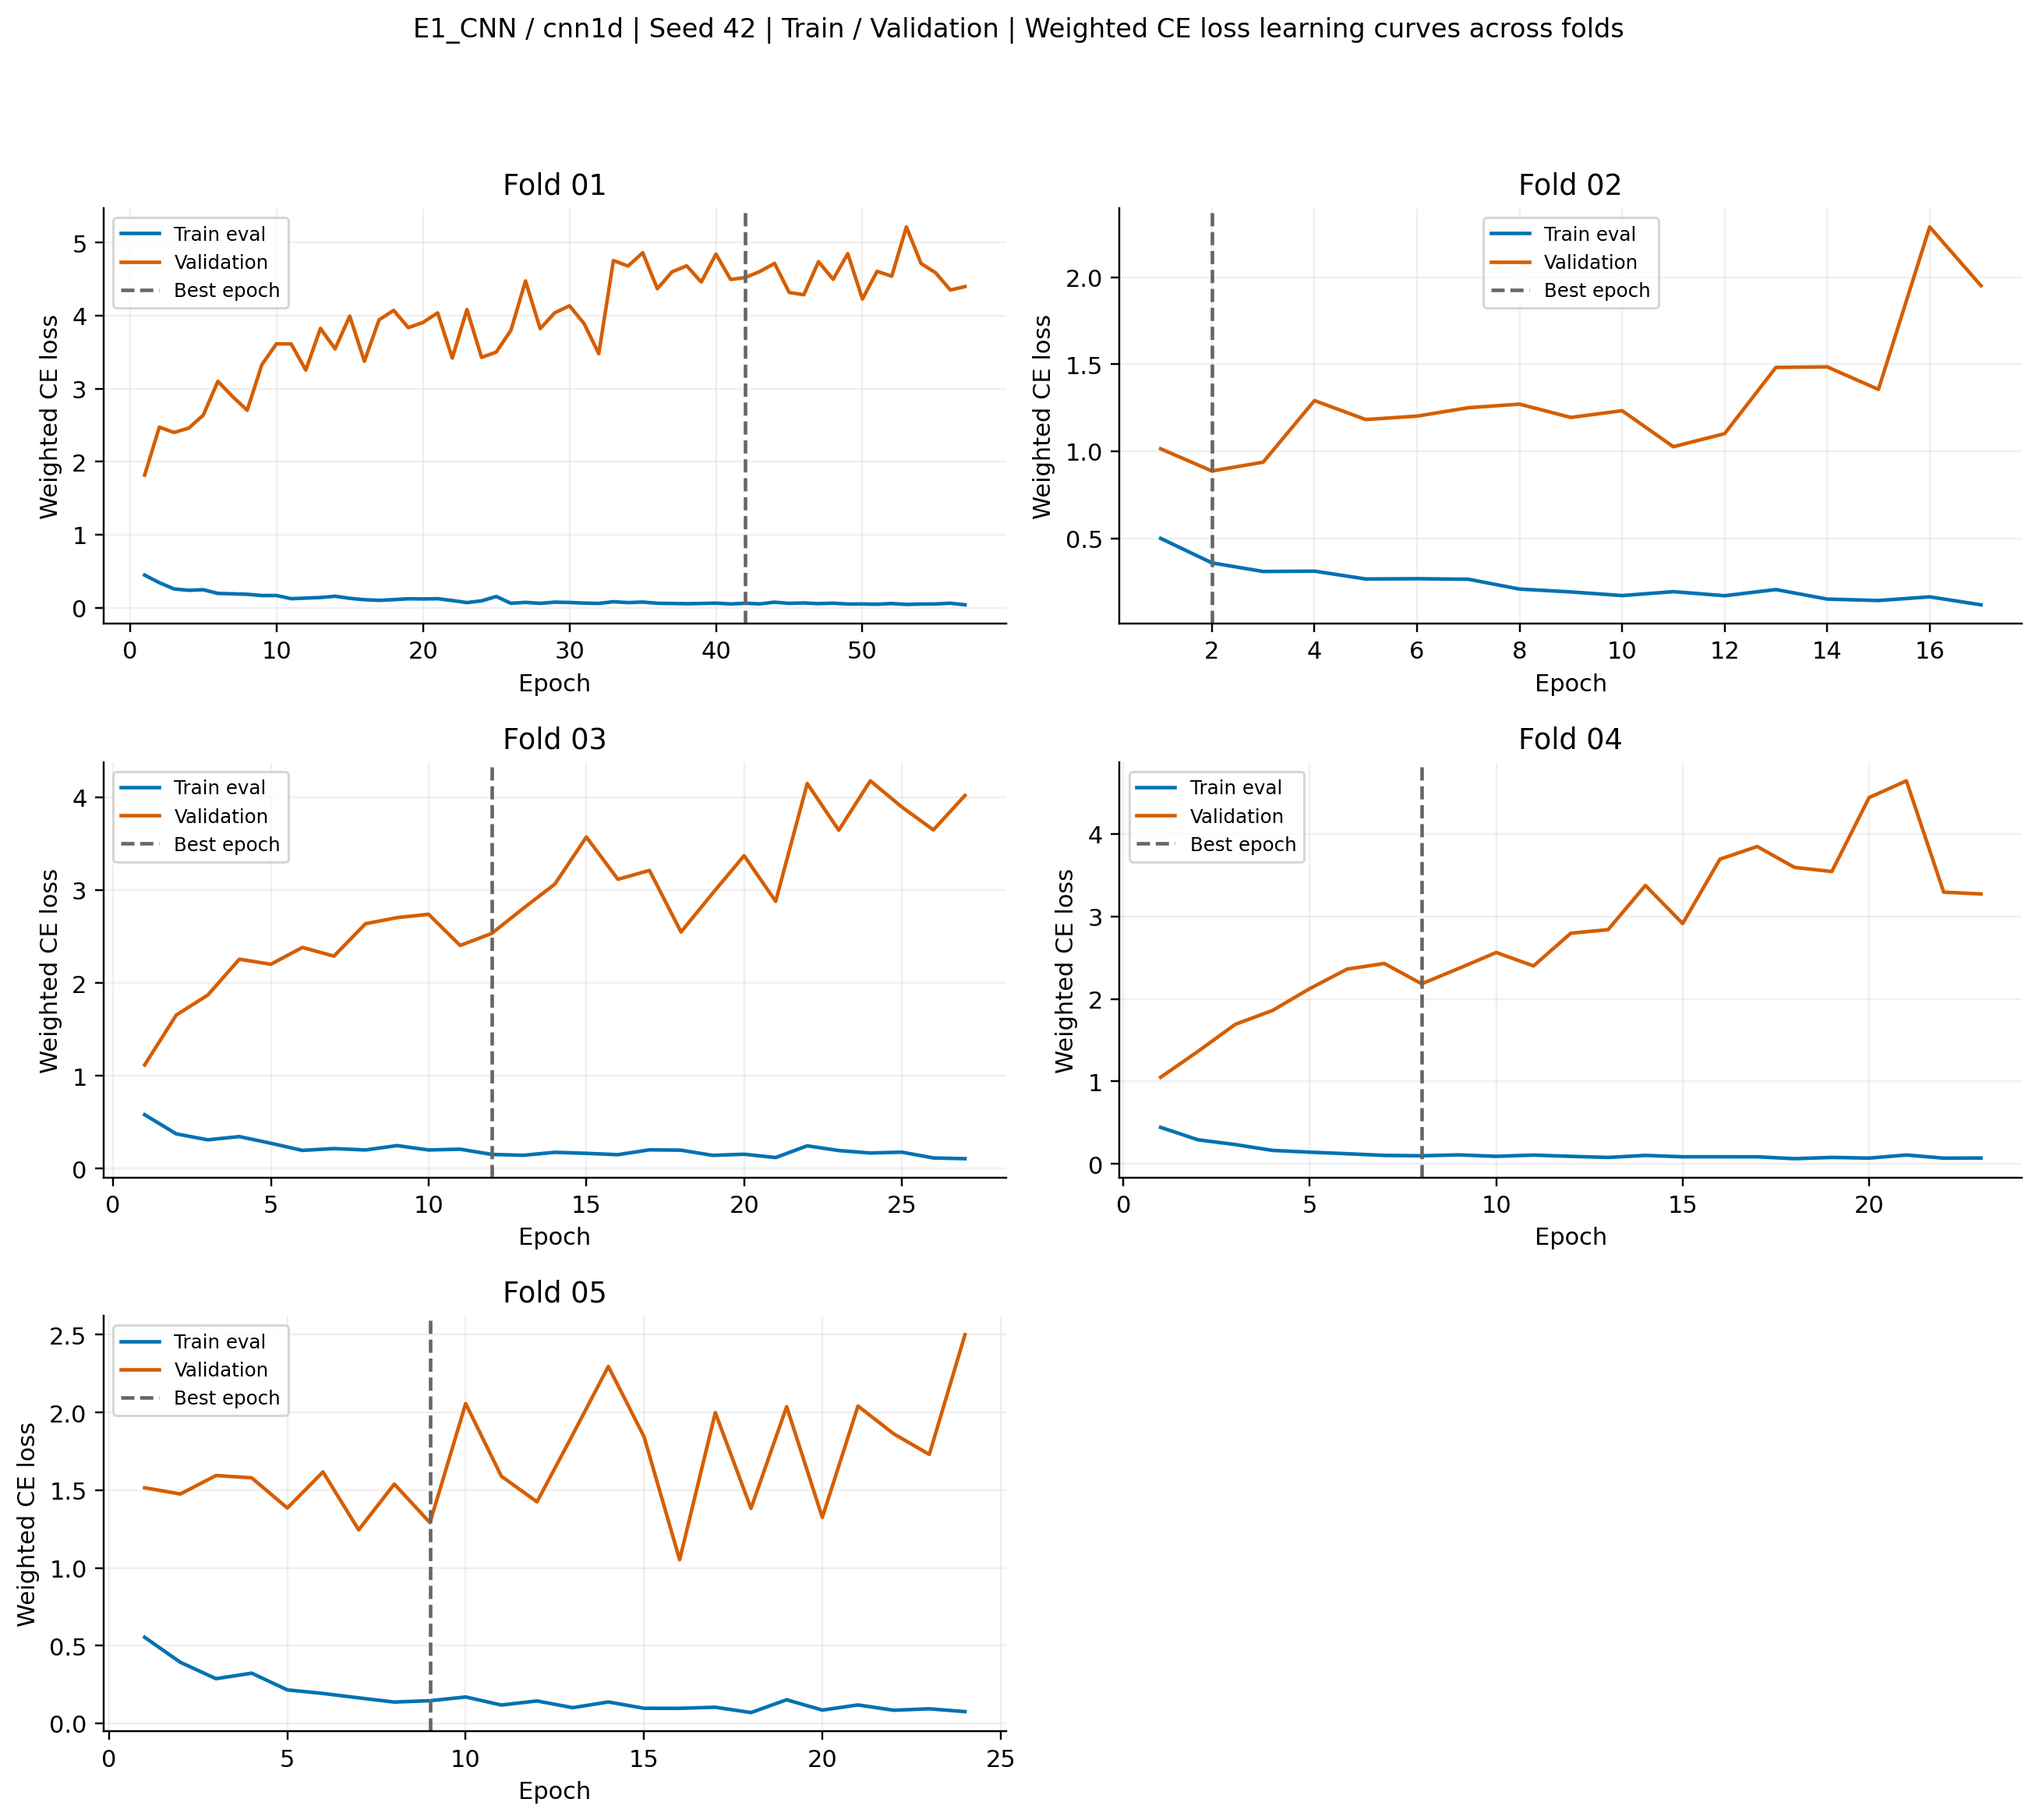 E1_CNN / cnn1d | Seed 42 | Train / Validation | Weighted CE loss learning curves across folds
Fold 01
Train eval
Validation
Best epoch
Weighted CE loss
5
4
3
2
1
0
0 10 20 30 40 50
Epoch
Fold 02
Train eval
Validation
Best epoch
Weighted CE loss
2.0
1.5
1.0
0.5
2 4 6 8 10 12 14 16
Epoch
Fold 03
Train eval
Validation
Best epoch
Weighted CE loss
4
3
2
1
0
0 5 10 15 20 25
Epoch
Fold 04
Train eval
Validation
Best epoch
Weighted CE loss
4
3
2
1
0
0 5 10 15 20
Epoch
Fold 05
Train eval
Validation
Best epoch
Weighted CE loss
2.5
2.0
1.5
1.0
0.5
0.0
0 5 10 15 20 25
Epoch